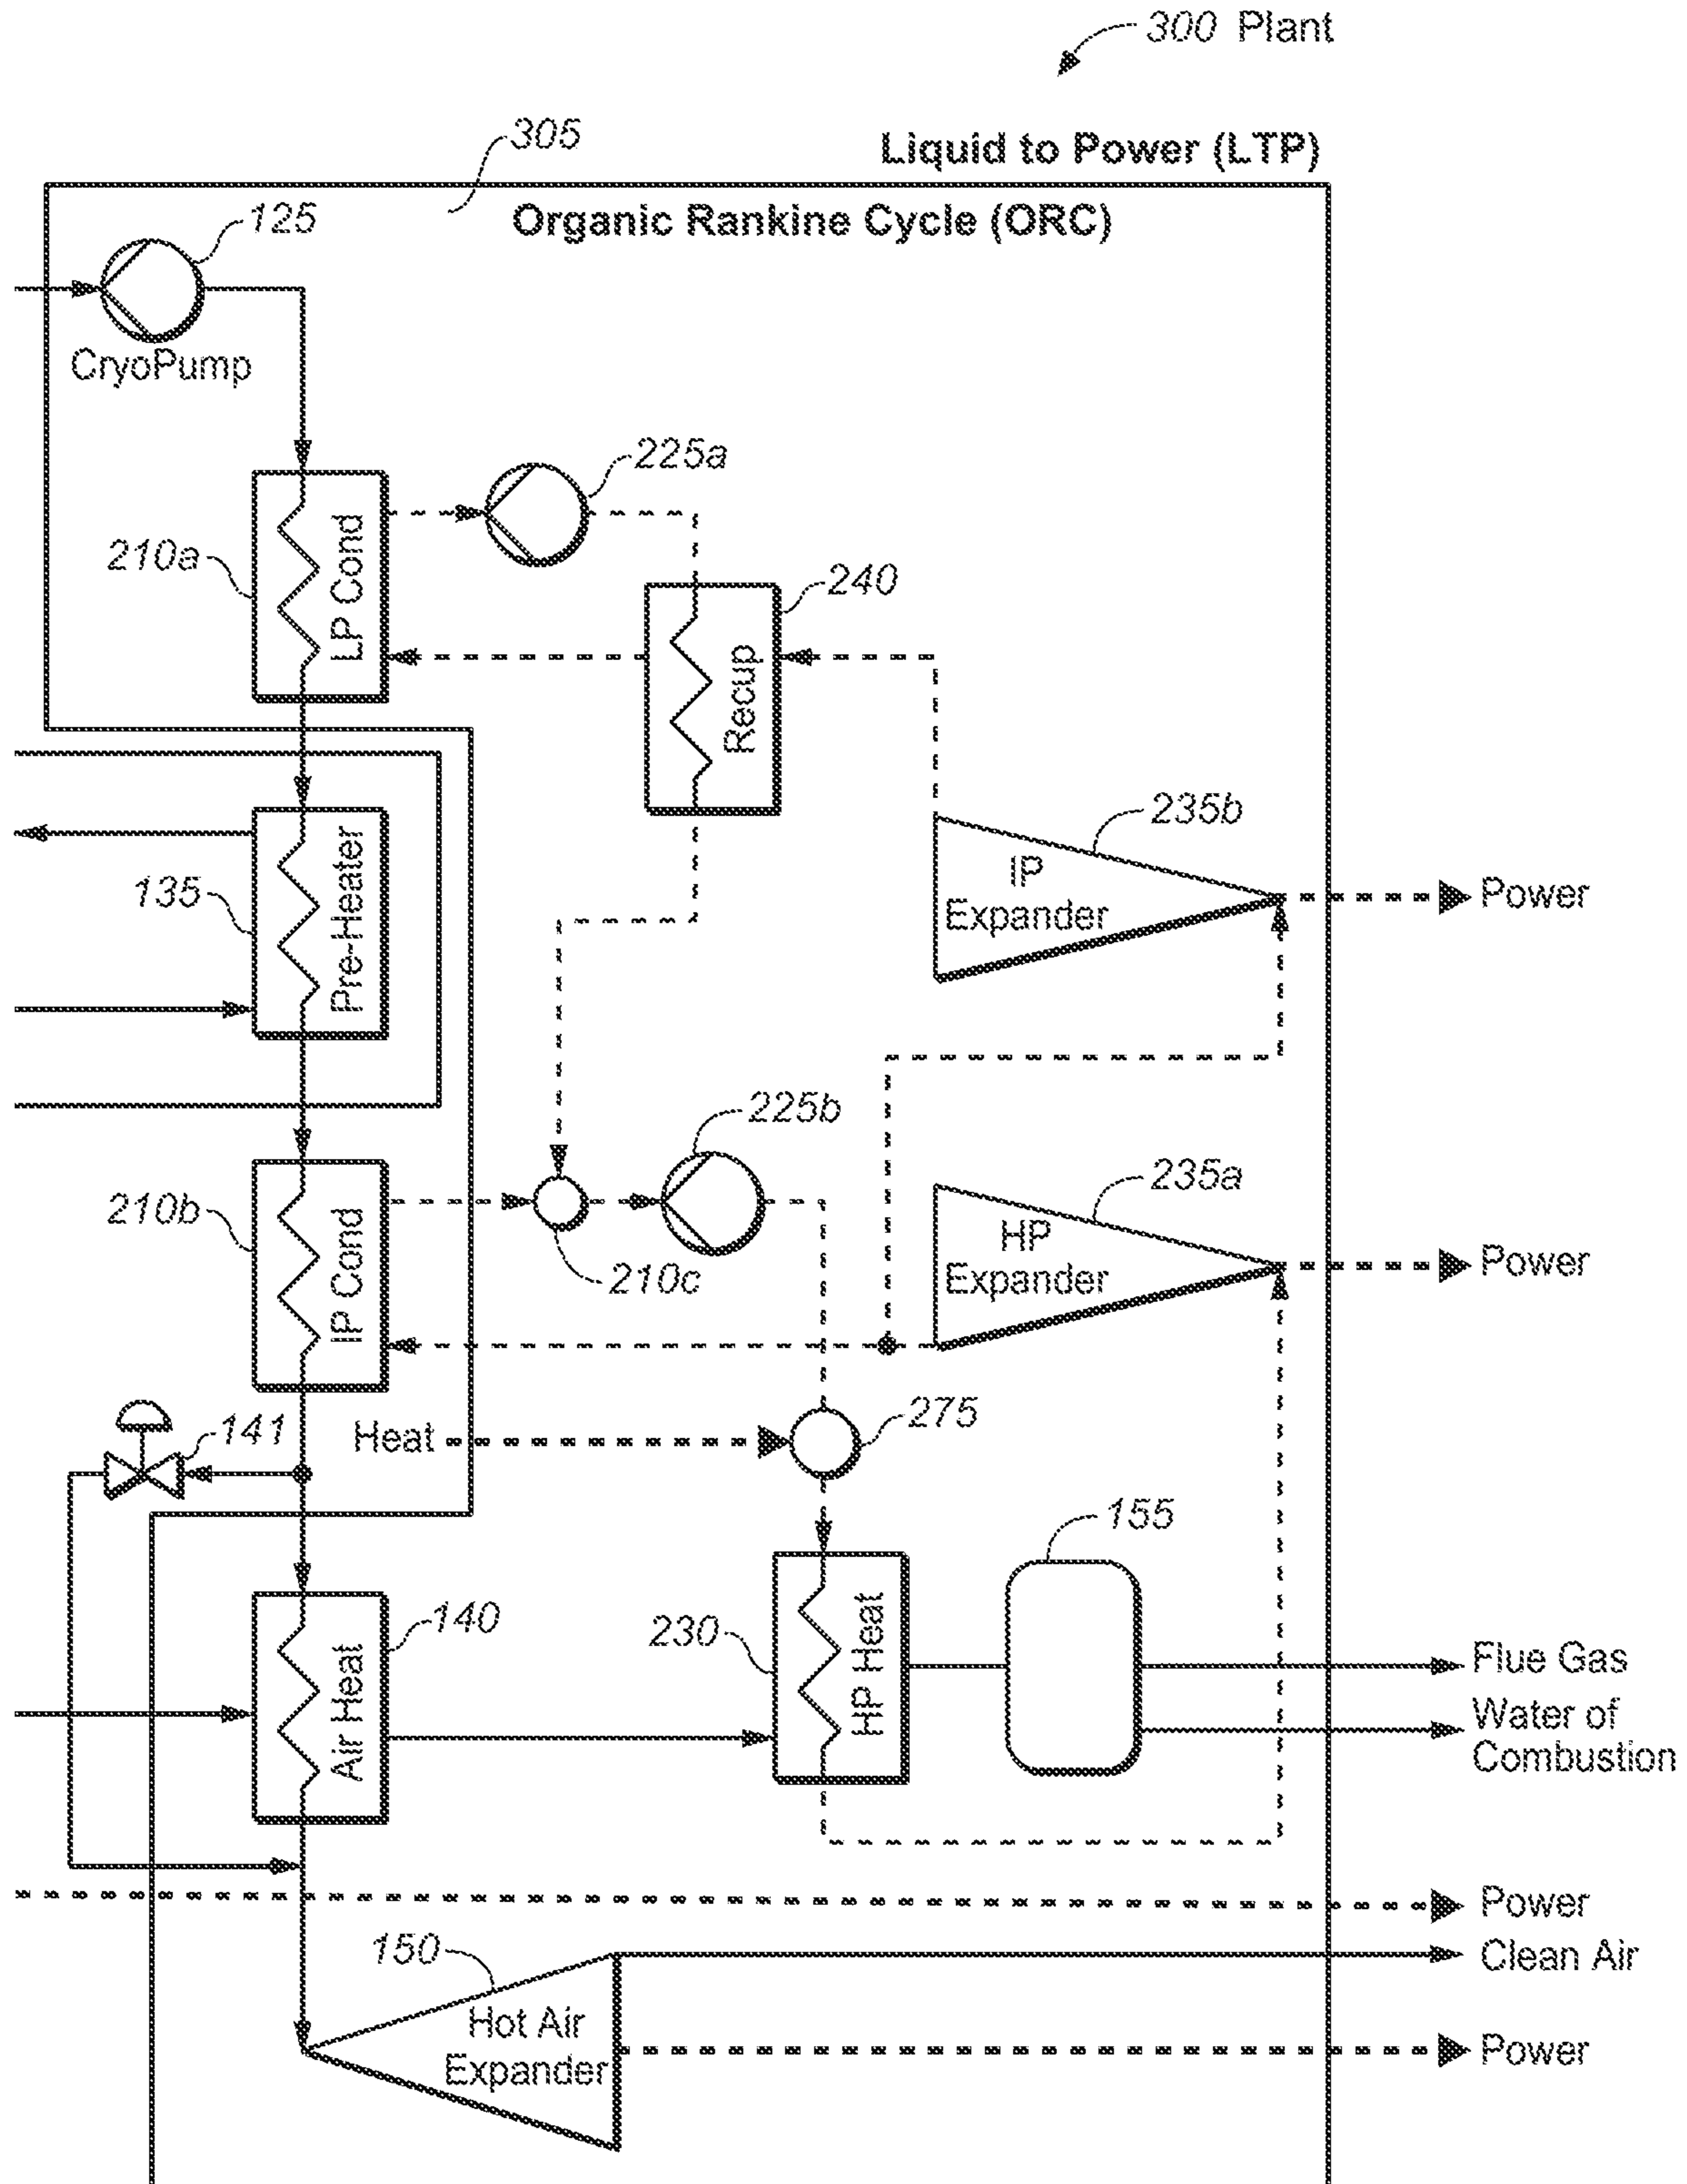 300 Plant
305
Liquid to Power (LTP)
Organic Rankine Cycle (ORC)
125
CryoPump
225a
210a
LP Cond
240
Recup
235b
IP
Expander
Power
135
Pre-Heater
225b
235a
210b
IP Cond
210c
HP
Expander
Power
141
Heat
275
155
140
Air Heat
230
HP Heat
Flue Gas
Water of
Combustion
Power
150
Clean Air
Hot Air
Expander
Power